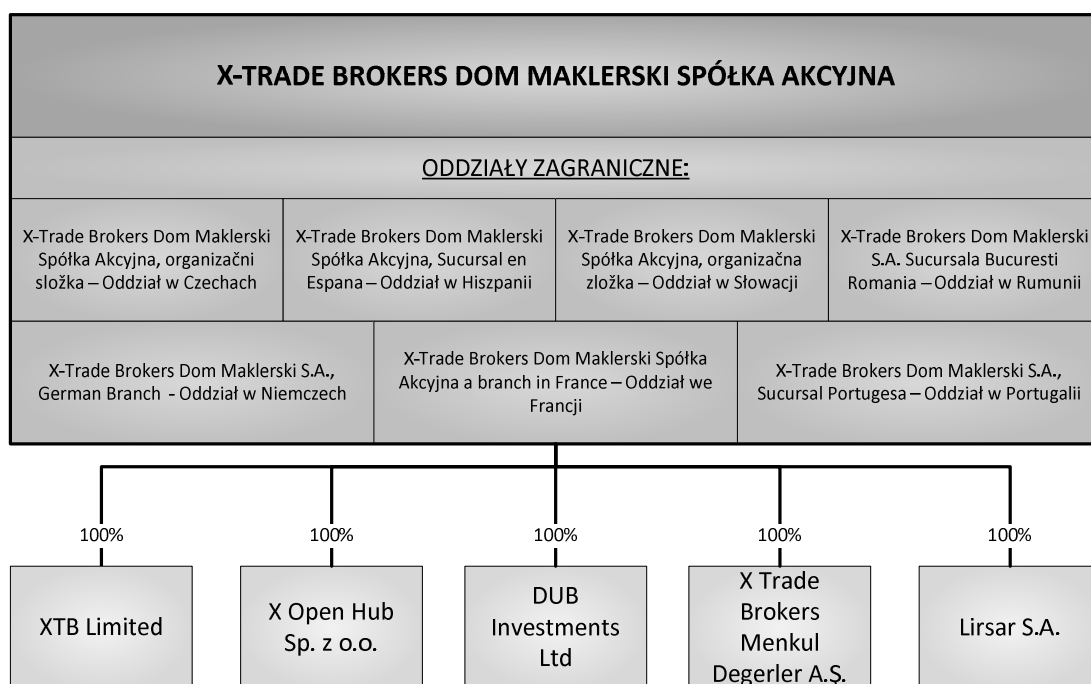 X-TRADE BROKERS DOM MAKLERSKI SPÓŁKA AKCYJNA
ODDZIAŁY ZAGRANICZNE:
X-Trade Brokers Dom Maklerski
Spółka Akcyjna, organizačni
složka – Oddział w Czechach
X-Trade Brokers Dom Maklerski
Spółka Akcyjna, Sucursal en
Espana – Oddział w Hiszpanii
X-Trade Brokers Dom Maklerski
Spółka Akcyjna, organizačna
zložka – Oddział w Słowacji
X-Trade Brokers Dom Maklerski
S.A. Sucursala Bucuresti
Romania – Oddział w Rumunii
X-Trade Brokers Dom Maklerski S.A.,
German Branch - Oddział w Niemczech
X-Trade Brokers Dom Maklerski Spółka
Akcyjna a branch in France – Oddział we
Francji
X-Trade Brokers Dom Maklerski S.A.,
Sucursal Portugesa – Oddział w Portugalii
100%
100%
100%
100%
100%
XTB Limited
X Open Hub
Sp. z o.o.
DUB
Investments
Ltd
X Trade
Brokers
Menkul
Degerler A.Ş.
Lirsar S.A.